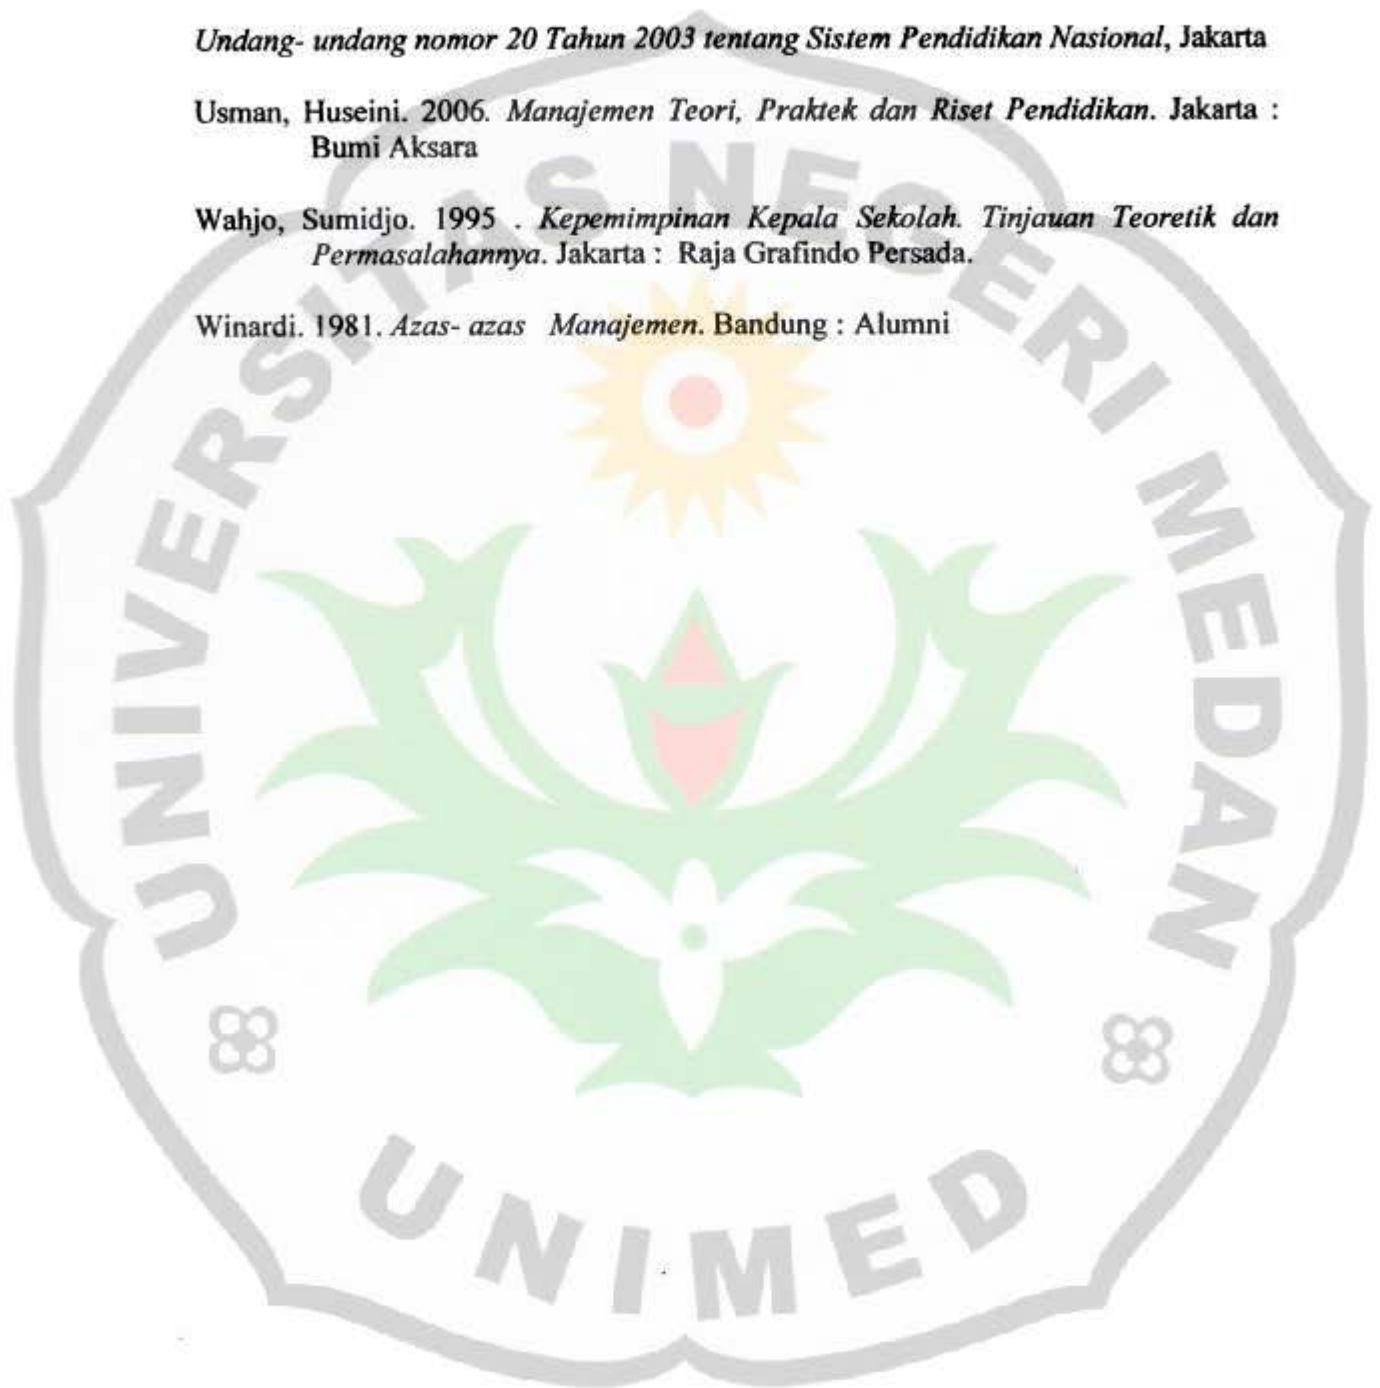 Undang- undang nomor 20 Tahun 2003 tentang Sistem Pendidikan Nasional, Jakarta
Usman, Huseini. 2006. Manajemen Teori, Praktek dan Riset Pendidikan. Jakarta :
Bumi Aksara
Wahjo, Sumidjo. 1995 . Kepemimpinan Kepala Sekolah. Tinjauan Teoretik dan
Permasalahannya. Jakarta : Raja Grafindo Persada.
Winardi. 1981. Azas- azas Manajemen. Bandung : Alumni
UNIVERSITAS NEGERI MEDAN
UNIMED